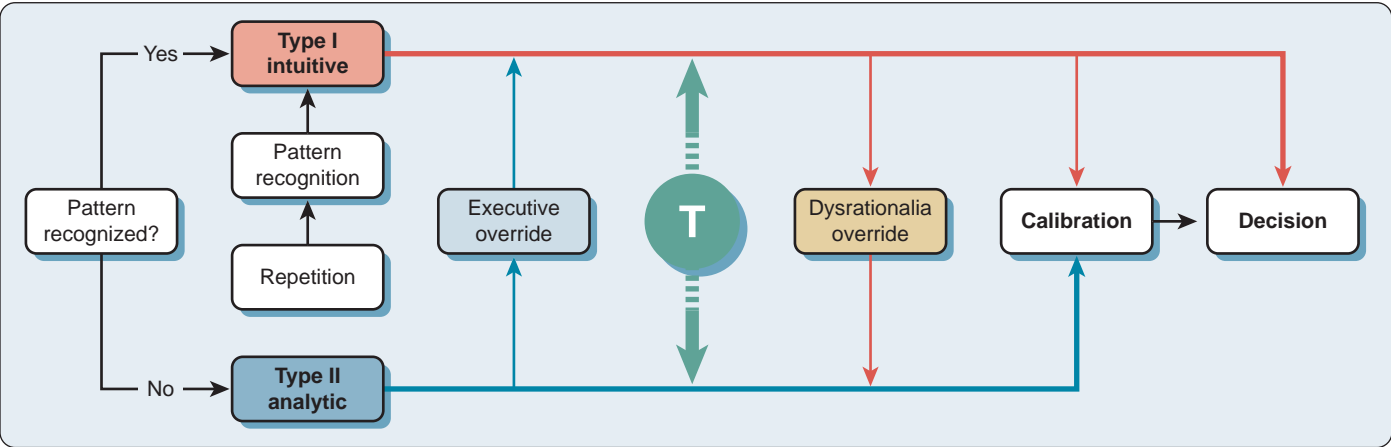 Yes
Type I
intuitive
Pattern
recognition
Pattern
recognized?
Repetition
No
Type II
analytic
Executive
override
T
Dysrationalia
override
Calibration
Decision